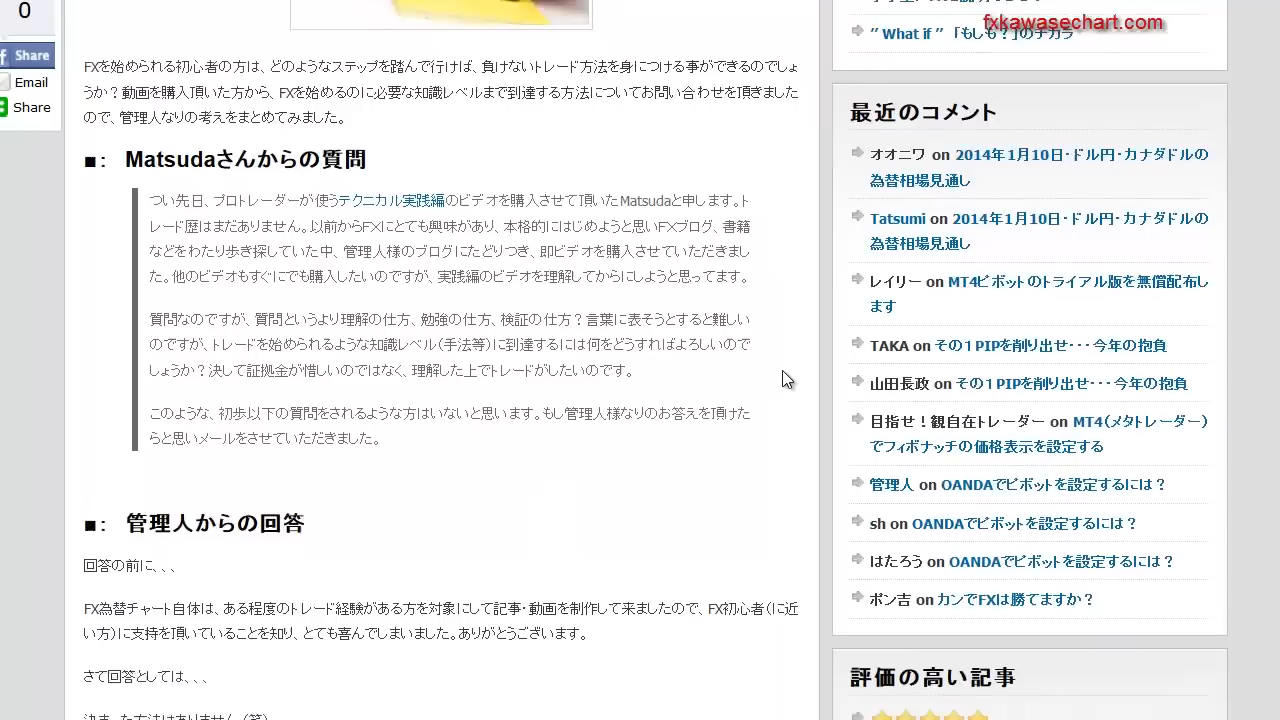 0
Share
Email
Share
FXを始められる初心者の方は、どのようなステップを踏んで行けば、負けないトレード方法を身につける事ができるのでしょ
うか？動画を購入頂いた方から、FXを始めるのに必要な知識レベルまで到達する方法についてお問い合わせを頂きました
ので、管理人なりの考えをまとめてみました。
■： Matsudaさんからの質問
つい先日、プロトレーダーが使うテクニカル実践編のビデオを購入させて頂いたMatsudaと申します。ト
レード歴はまだありません。以前からFXにとても興味があり、本格的にはじめようと思いFXブログ、書籍
などをわたり歩き探していた中、管理人様のブログにたどりつき、即ビデオを購入させていただきまし
た。他のビデオもすぐにでも購入したいのですが、実践編のビデオを理解してからにしようと思ってます。
質問なのですが、質問というより理解の仕方、勉強の仕方、検証の仕方？言葉に表そうとすると難しい
のですが、トレードを始められるような知識レベル（手法等）に到達するには何をどうすればよろしいので
しょうか？決して証拠金が惜しいのではなく、理解した上でトレードがしたいのです。
このような、初歩以下の質問をされるような方はいないと思います。もし管理人様なりのお答えを頂けた
らと思いメールをさせていただきました。
■： 管理人からの回答
回答の前に、、、
FX為替チャート自体は、ある程度のトレード経験がある方を対象にして記事・動画を制作して来ましたので、FX初心者（に近
い方）に支持を頂いていることを知り、とても喜んでしまいました。ありがとうございます。
さて回答としては、、、
決まった方法はありません。（笑）
fxkawasechart.com
”What if ” 「もしも？」のチカラ
最近のコメント
オオニワ on 2014年1月10日・ドル円・カナダドルの
為替相場見通し
Tatsumi on 2014年1月10日・ドル円・カナダドルの
為替相場見通し
レイリー on MT4ピボットのトライアル版を無償配布し
ます
TAKA on その１PIPを削り出せ・・・今年の抱負
山田長政 on その１PIPを削り出せ・・・今年の抱負
目指せ！観自在トレーダー on MT4（メタトレーダー）
でフィボナッチの価格表示を設定する
管理人 on OANDAでピボットを設定するには？
sh on OANDAでピボットを設定するには？
はたろう on OANDAでピボットを設定するには？
ポン吉 on カンでFXは勝てますか？
評価の高い記事